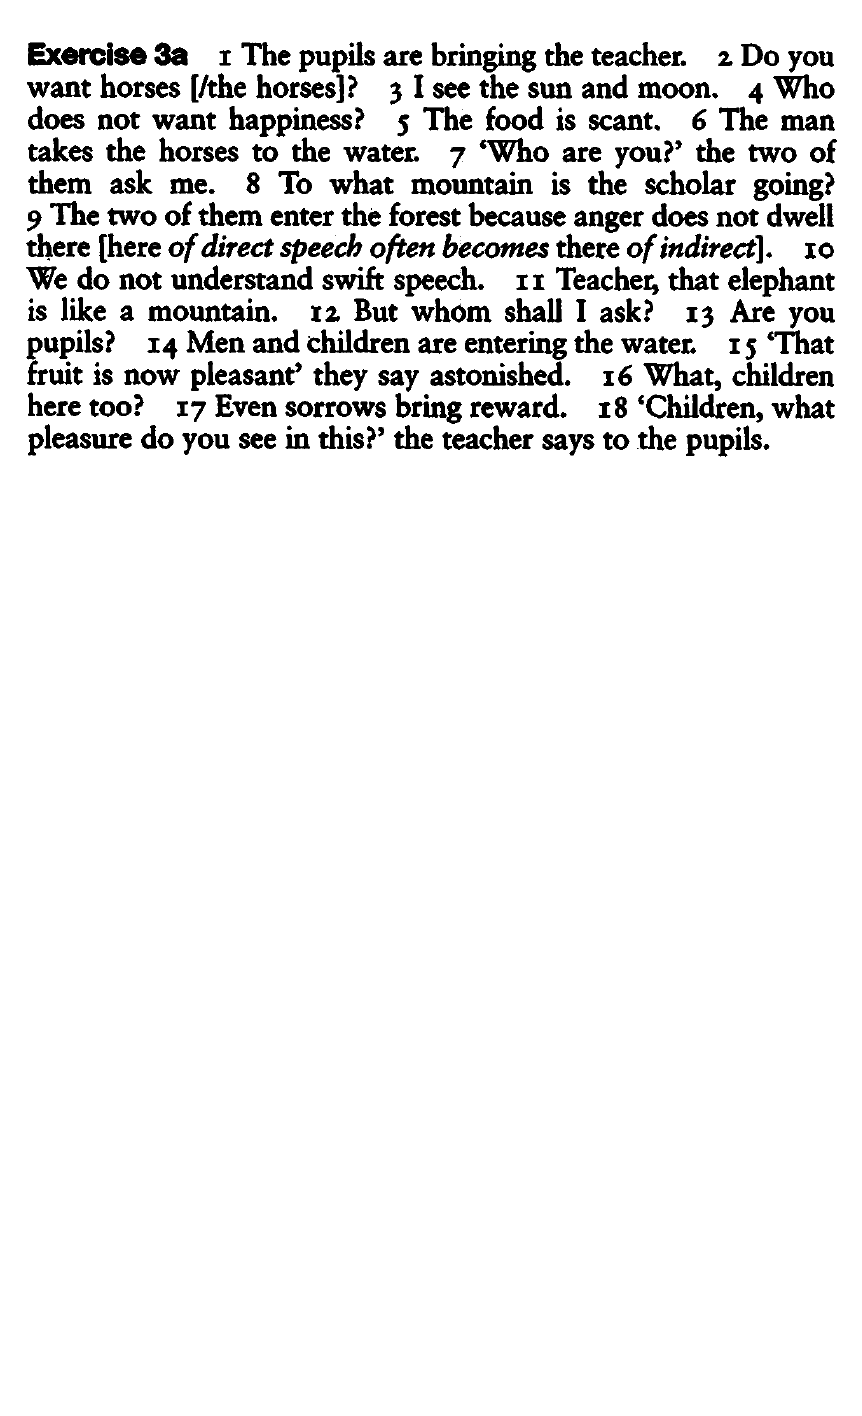 Exercise 3a 1 The pupils are bringing the teacher. 2 Do you
want horses [/the horses]? 3 I see the sun and moon. 4 Who
does not want happiness? 5 The food is scant. 6 The man
takes the horses to the water. 7 ‘Who are you?’ the two of
them ask me. 8 To what mountain is the scholar going?
9 The two of them enter the forest because anger does not dwell
there [here of direct speech often becomes there of indirect]. 10
We do not understand swift speech. 11 Teacher, that elephant
is like a mountain. 12 But whom shall I ask? 13 Are you
pupils? 14 Men and children are entering the water. 15 ‘That
fruit is now pleasant’ they say astonished. 16 What, children
here too? 17 Even sorrows bring reward. 18 ‘Children, what
pleasure do you see in this?’ the teacher says to the pupils.